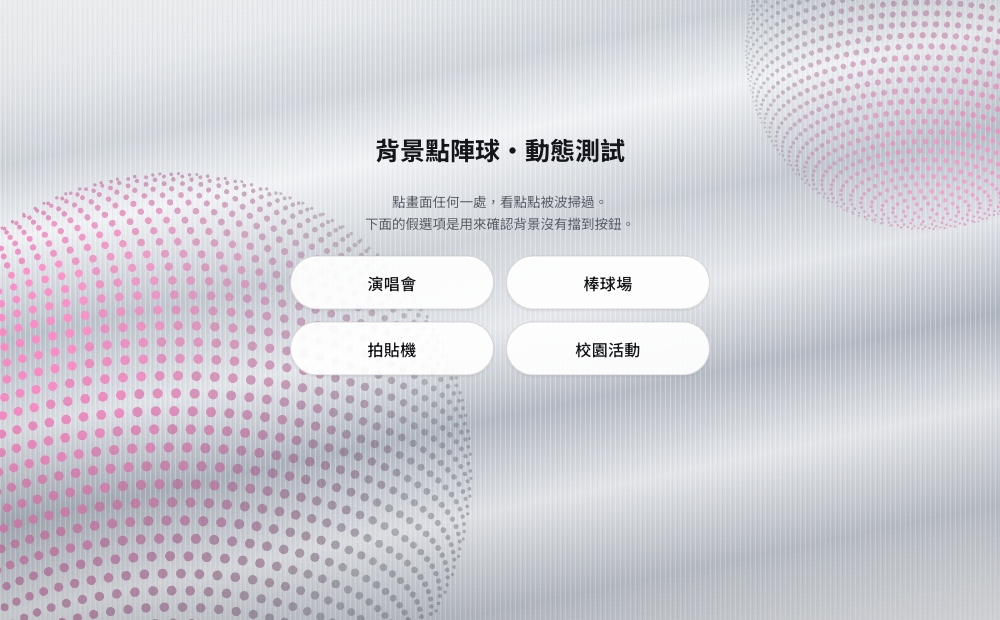 背景點陣球・動態測試
點畫面任何一處，看點點被波掃過。
下面的假選項是用來確認背景沒有擋到按鈕。
演唱會
棒球場
拍貼機
校園活動